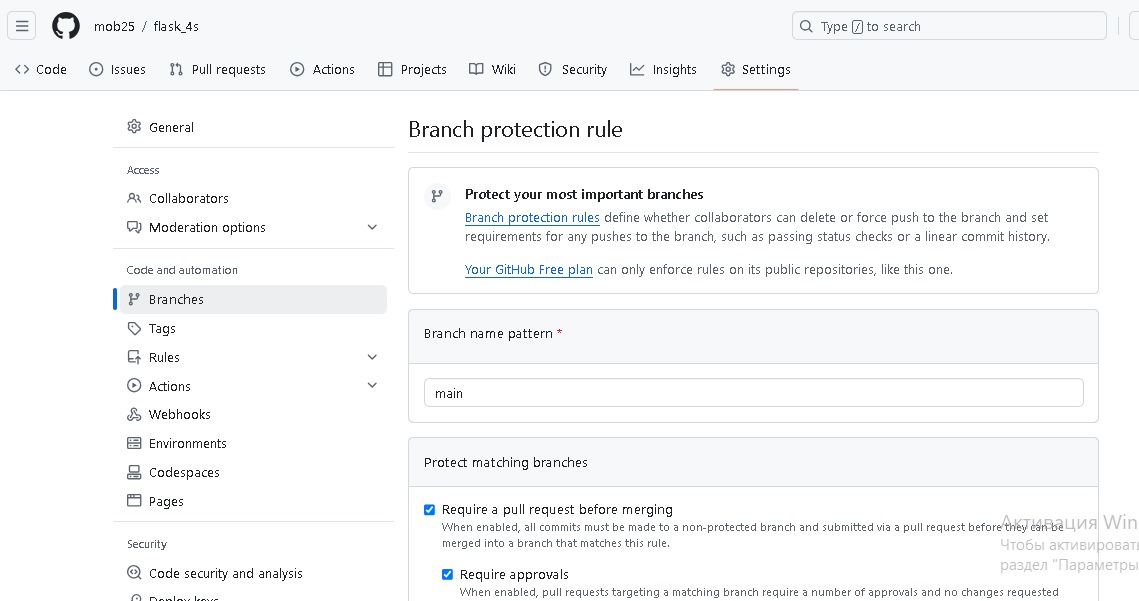 mob25 / flask_4s
Type / to search
Code Issues Pull requests Actions Projects Wiki Security Insights Settings
General
Access
Collaborators
Moderation options
Code and automation
Branches
Tags
Rules
Actions
Webhooks
Environments
Codespaces
Pages
Security
Code security and analysis
Deploy keys
Branch protection rule
Protect your most important branches
Branch protection rules define whether collaborators can delete or force push to the branch and set
requirements for any pushes to the branch, such as passing status checks or a linear commit history.
Your GitHub Free plan can only enforce rules on its public repositories, like this one.
Branch name pattern *
main
Protect matching branches
Require a pull request before merging
When enabled, all commits must be made to a non-protected branch and submitted via a pull request before they can be
merged into a branch that matches this rule.
Require approvals
When enabled, pull requests targeting a matching branch require a number of approvals and no changes requested
Активация Win
Чтобы активировать
раздел "Параметры